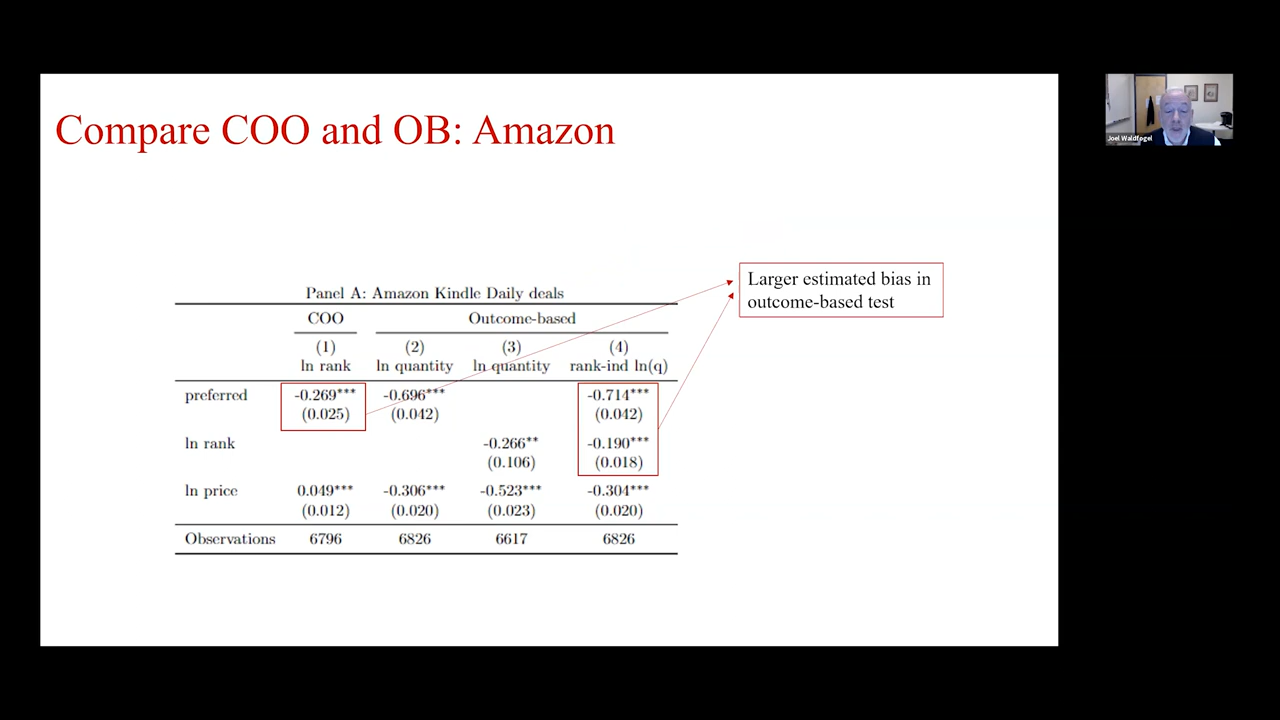 Compare COO and OB: Amazon
Joel Waldfogel
Larger estimated bias in
outcome-based test
Panel A: Amazon Kindle Daily deals
COO Outcome-based
(1) (2) (3) (4)
ln rank ln quantity ln quantity rank-ind ln(q)
preferred -0.269*** -0.696*** -0.714***
(0.025) (0.042) (0.042)
ln rank -0.266** -0.190***
(0.106) (0.018)
ln price 0.049*** -0.306*** -0.523*** -0.304***
(0.012) (0.020) (0.023) (0.020)
Observations 6796 6826 6617 6826